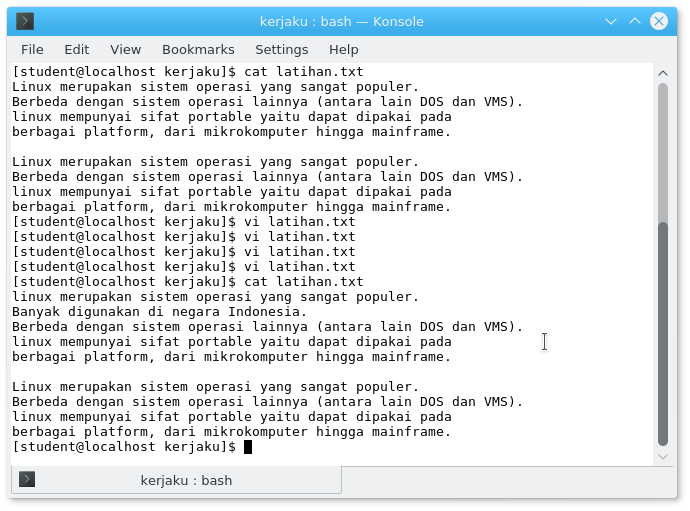 kerjaku : bash — Konsole
File Edit View Bookmarks Settings Help
[student@localhost kerjaku]$ cat latihan.txt
Linux merupakan sistem operasi yang sangat populer.
Berbeda dengan sistem operasi lainnya (antara lain DOS dan VMS).
linux mempunyai sifat portable yaitu dapat dipakai pada
berbagai platform, dari mikrokomputer hingga mainframe.

Linux merupakan sistem operasi yang sangat populer.
Berbeda dengan sistem operasi lainnya (antara lain DOS dan VMS).
linux mempunyai sifat portable yaitu dapat dipakai pada
berbagai platform, dari mikrokomputer hingga mainframe.
[student@localhost kerjaku]$ vi latihan.txt
[student@localhost kerjaku]$ vi latihan.txt
[student@localhost kerjaku]$ vi latihan.txt
[student@localhost kerjaku]$ vi latihan.txt
[student@localhost kerjaku]$ cat latihan.txt
linux merupakan sistem operasi yang sangat populer.
Banyak digunakan di negara Indonesia.
Berbeda dengan sistem operasi lainnya (antara lain DOS dan VMS).
linux mempunyai sifat portable yaitu dapat dipakai pada
berbagai platform, dari mikrokomputer hingga mainframe.

Linux merupakan sistem operasi yang sangat populer.
Berbeda dengan sistem operasi lainnya (antara lain DOS dan VMS).
linux mempunyai sifat portable yaitu dapat dipakai pada
berbagai platform, dari mikrokomputer hingga mainframe.
[student@localhost kerjaku]$
kerjaku : bash